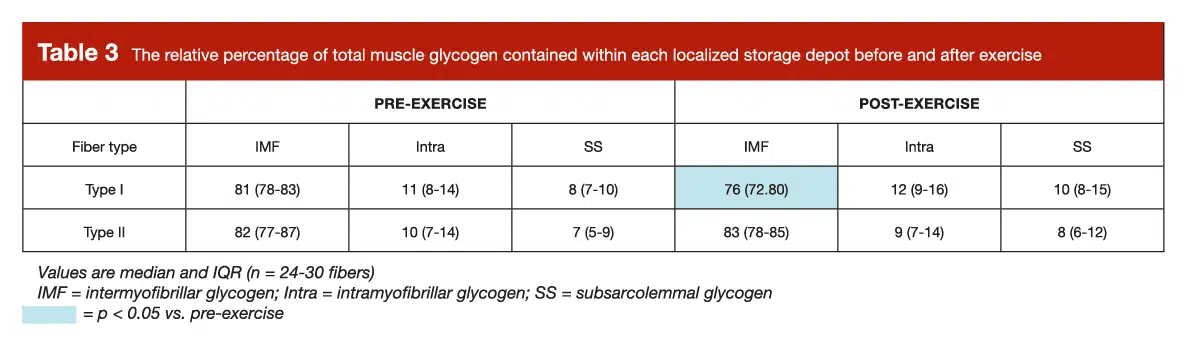 Table 3 The relative percentage of total muscle glycogen contained within each localized storage depot before and after exercise
PRE-EXERCISE POST-EXERCISE
Fiber type IMF Intra SS IMF Intra SS
Type I 81 (78-83) 11 (8-14) 8 (7-10) 76 (72.80) 12 (9-16) 10 (8-15)
Type II 82 (77-87) 10 (7-14) 7 (5-9) 83 (78-85) 9 (7-14) 8 (6-12)
Values are median and IQR (n = 24-30 fibers)
IMF = intermyofibrillar glycogen; Intra = intramyofibrillar glycogen; SS = subsarcolemmal glycogen
= p < 0.05 vs. pre-exercise